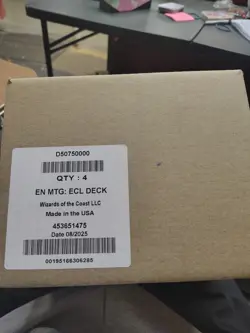 D50750000
QTY : 4
EN MTG: ECL DECK
Wizards of the Coast LLC
Made in the USA
453651475
Date 08/2025
00195166306285